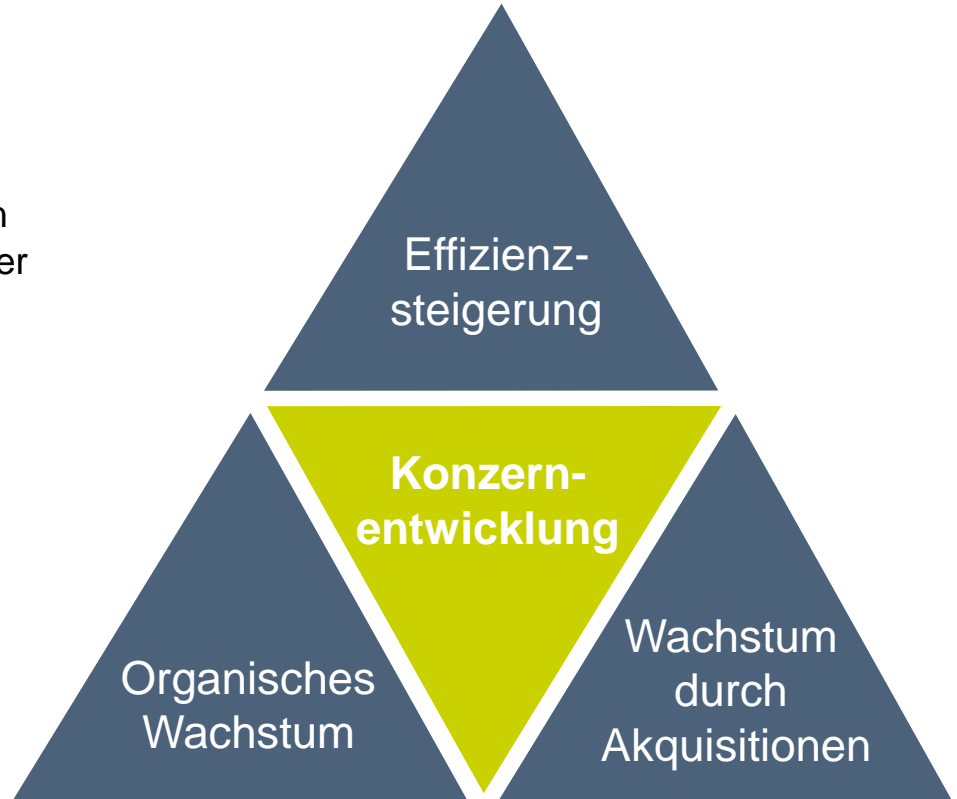 Effizienz-
steigerung
Konzern-
entwicklung
Organisches
Wachstum
Wachstum
durch
Akquisitionen